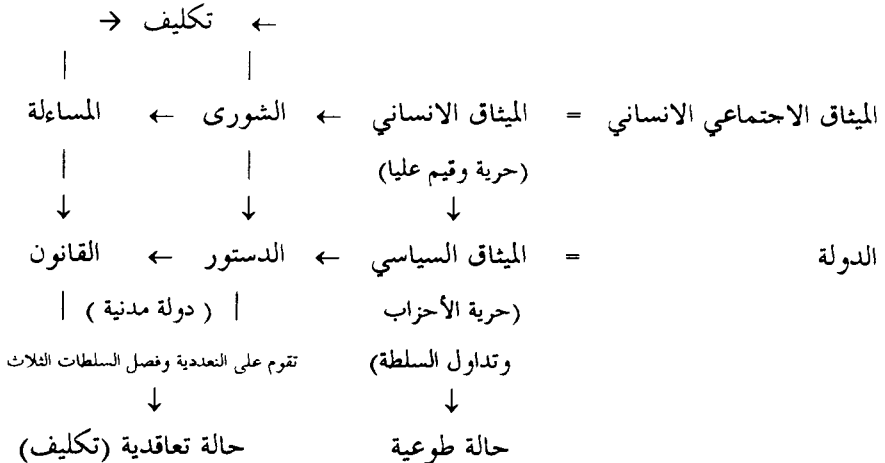 ← تكليف →
| |
الميثاق الاجتماعي الانساني = الميثاق الانساني ← الشورى ← المساءلة
(حرية وقيم عليا) | |
↓ ↓ ↓
الدولة = الميثاق السياسي ← الدستور ← القانون
(حرية الأحزاب | ( دولة مدنية ) |
وتداول السلطة) تقوم على التعددية وفصل السلطات الثلاث
↓ ↓
حالة طوعية حالة تعاقدية (تكليف)